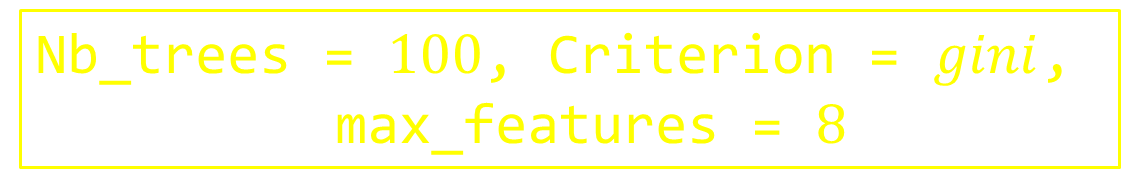 Nb_trees = 100, Criterion = gini,
max_features = 8